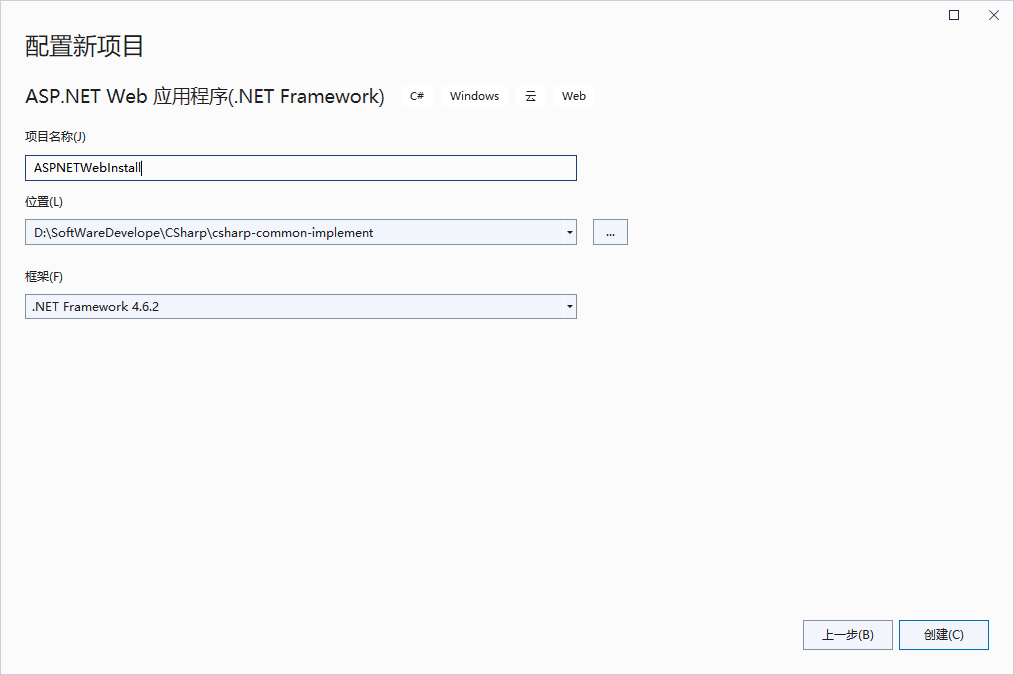 配置新项目
ASP.NET Web 应用程序(.NET Framework) C# Windows 云 Web
项目名称(J)
ASPNETWebInstall
位置(L)
D:\SoftWareDevelope\CSharp\csharp-common-implement ...
框架(F)
.NET Framework 4.6.2
上一步(B) 创建(C)